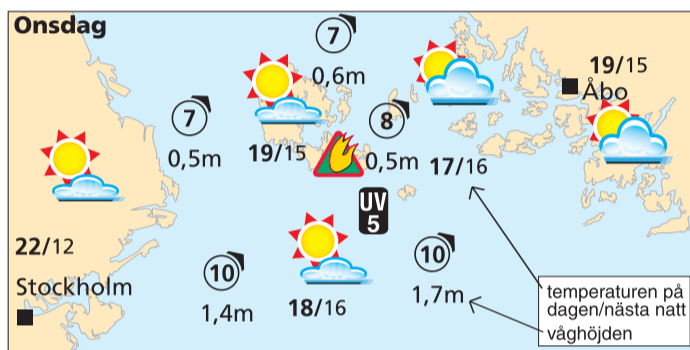 Onsdag
7
0,6m
19/15
Åbo
7
0,5m
19/15
8
0,5m
17/16
UV
5
22/12
Stockholm
10
1,4m
18/16
10
1,7m
temperaturen på
dagen/nästa natt
våghöjden